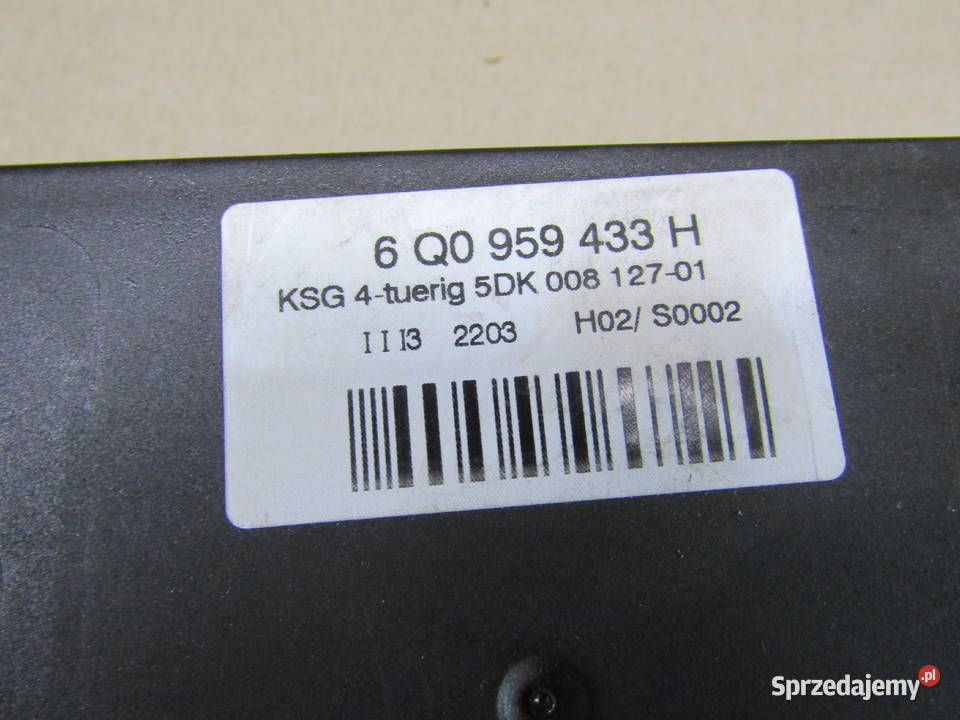 6 Q0 959 433 H
KSG 4-tuerig 5DK 008 127-01
I I I3 2203 H02/ S0002
Sprzedajemy.pl